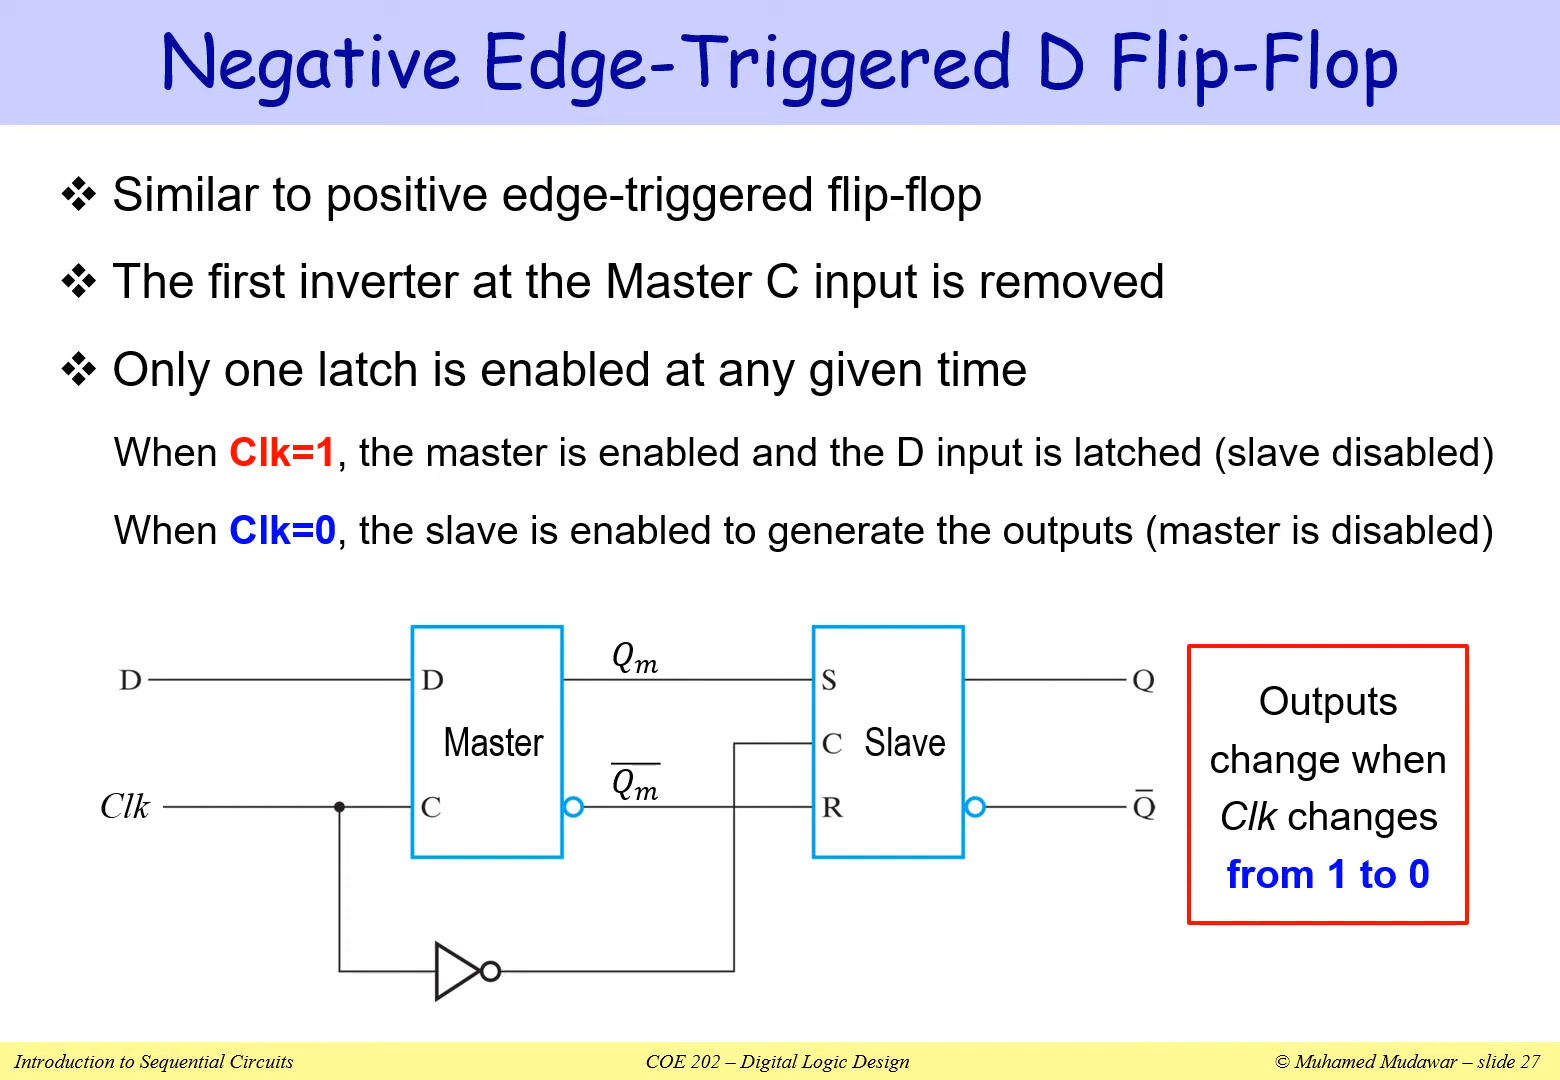 Negative Edge-Triggered D Flip-Flop
❖ Similar to positive edge-triggered flip-flop
❖ The first inverter at the Master C input is removed
❖ Only one latch is enabled at any given time
When Clk=1, the master is enabled and the D input is latched (slave disabled)
When Clk=0, the slave is enabled to generate the outputs (master is disabled)
D
D
Master
C
Clk
Qₘ
Q̅ₘ
S
C
Slave
R
Q
Q̅
Outputs
change when
Clk changes
from 1 to 0
Introduction to Sequential Circuits
COE 202 – Digital Logic Design
© Muhamed Mudawar – slide 27